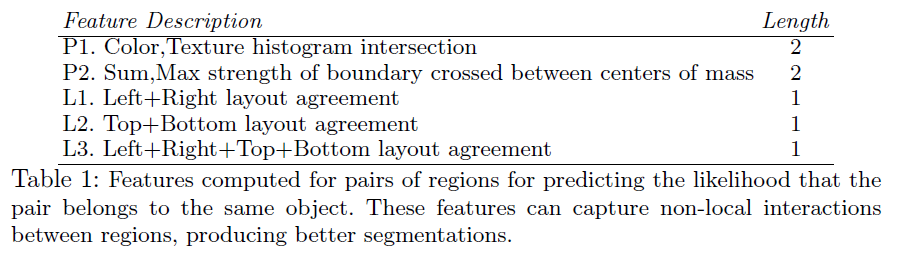 Feature Description Length
P1. Color,Texture histogram intersection 2
P2. Sum,Max strength of boundary crossed between centers of mass 2
L1. Left+Right layout agreement 1
L2. Top+Bottom layout agreement 1
L3. Left+Right+Top+Bottom layout agreement 1
Table 1: Features computed for pairs of regions for predicting the likelihood that the
pair belongs to the same object. These features can capture non-local interactions
between regions, producing better segmentations.